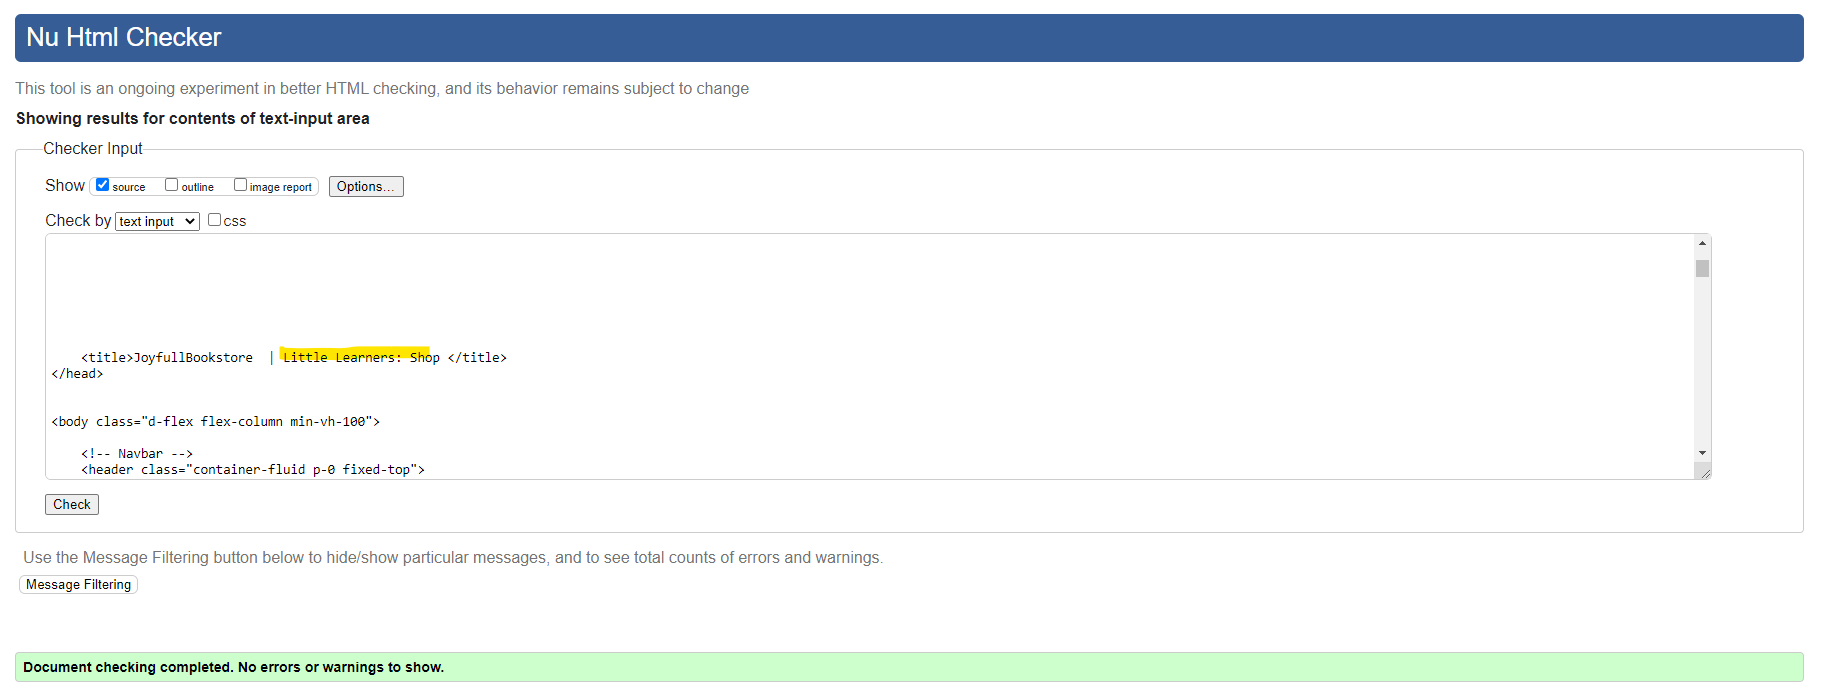 Nu Html Checker
This tool is an ongoing experiment in better HTML checking, and its behavior remains subject to change
Showing results for contents of text-input area
Checker Input
Show source outline image report Options...
Check by text input css
<title>JoyfullBookstore  | Little Learners: Shop </title>
</head>
<body class="d-flex flex-column min-vh-100">
<!-- Navbar -->
<header class="container-fluid p-0 fixed-top">
Check
Use the Message Filtering button below to hide/show particular messages, and to see total counts of errors and warnings.
Message Filtering
Document checking completed. No errors or warnings to show.